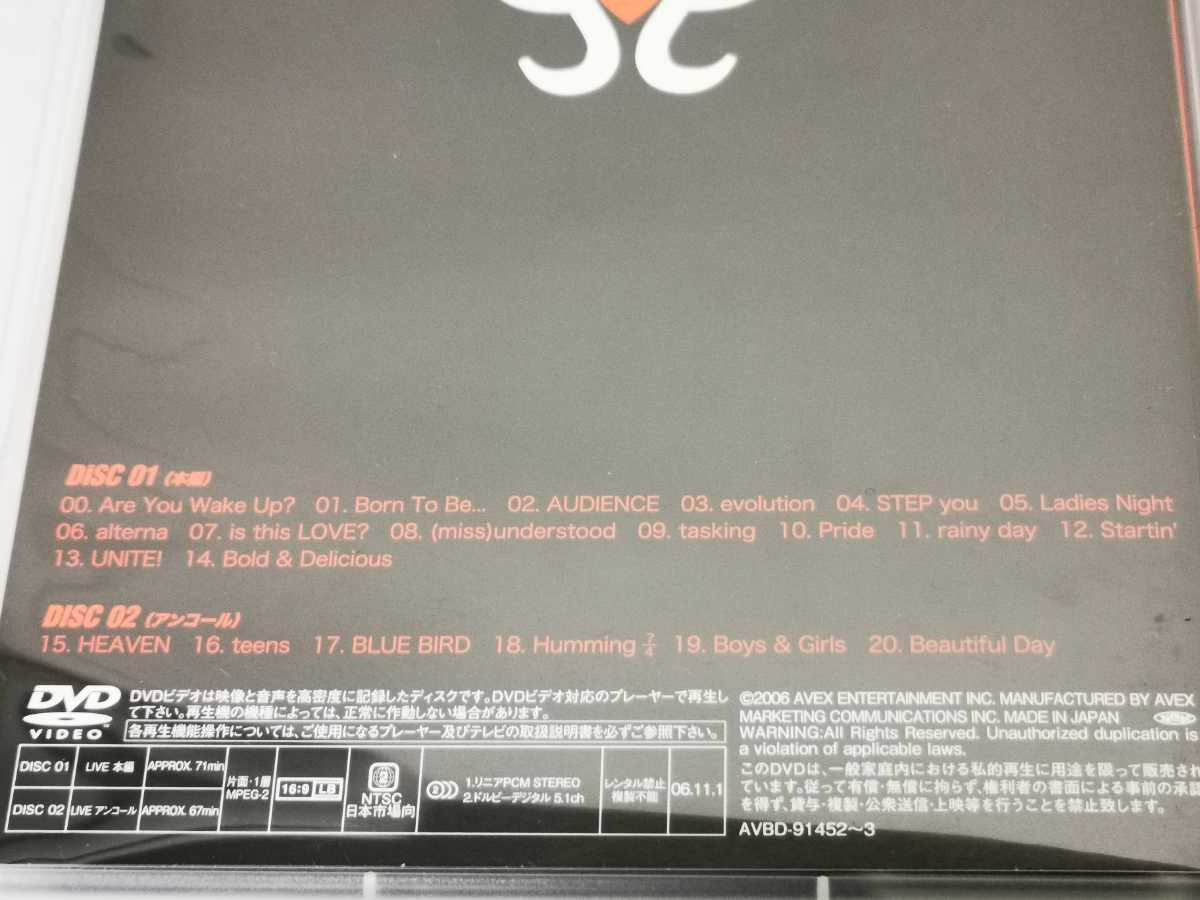 DISC 01 (本編)
00. Are You Wake Up? 01. Born To Be... 02. AUDIENCE 03. evolution 04. STEP you 05. Ladies Night
06. alterna 07. is this LOVE? 08. (miss)understood 09. tasking 10. Pride 11. rainy day 12. Startin'
13. UNITE! 14. Bold & Delicious
DISC 02 (アンコール)
15. HEAVEN 16. teens 17. BLUE BIRD 18. Humming 7/4 19. Boys & Girls 20. Beautiful Day
DVD
VIDEO
DVDビデオは映像と音声を高密度に記録したディスクです。DVDビデオ対応のプレーヤーで再生し
て下さい。再生機の機種によっては、正常に作動しない場合があります。
各再生機能操作については、ご使用になるプレーヤー及びテレビの取扱説明書を必ずご参照下さい。
DISC 01 LIVE 本編 APPROX. 71min
DISC 02 LIVE アンコール APPROX. 67min
片面・1層
MPEG-2
16:9 LB
2
NTSC
日本市場向
2
1.リニアPCM STEREO
2.ドルビーデジタル 5.1ch
レンタル禁止
複製不能
06.11.1
©2006 AVEX ENTERTAINMENT INC. MANUFACTURED BY AVEX
MARKETING COMMUNICATIONS INC. MADE IN JAPAN
WARNING:All Rights Reserved. Unauthorized duplication is
a violation of applicable laws.
このDVDは、一般家庭内における私的再生に用途を限って販売され
ています。従って有償・無償に拘らず、権利者の書面による事前の承諾
を得ず、貸与・複製・公衆送信・上映等を行うことを禁止致します。
AVBD-91452〜3